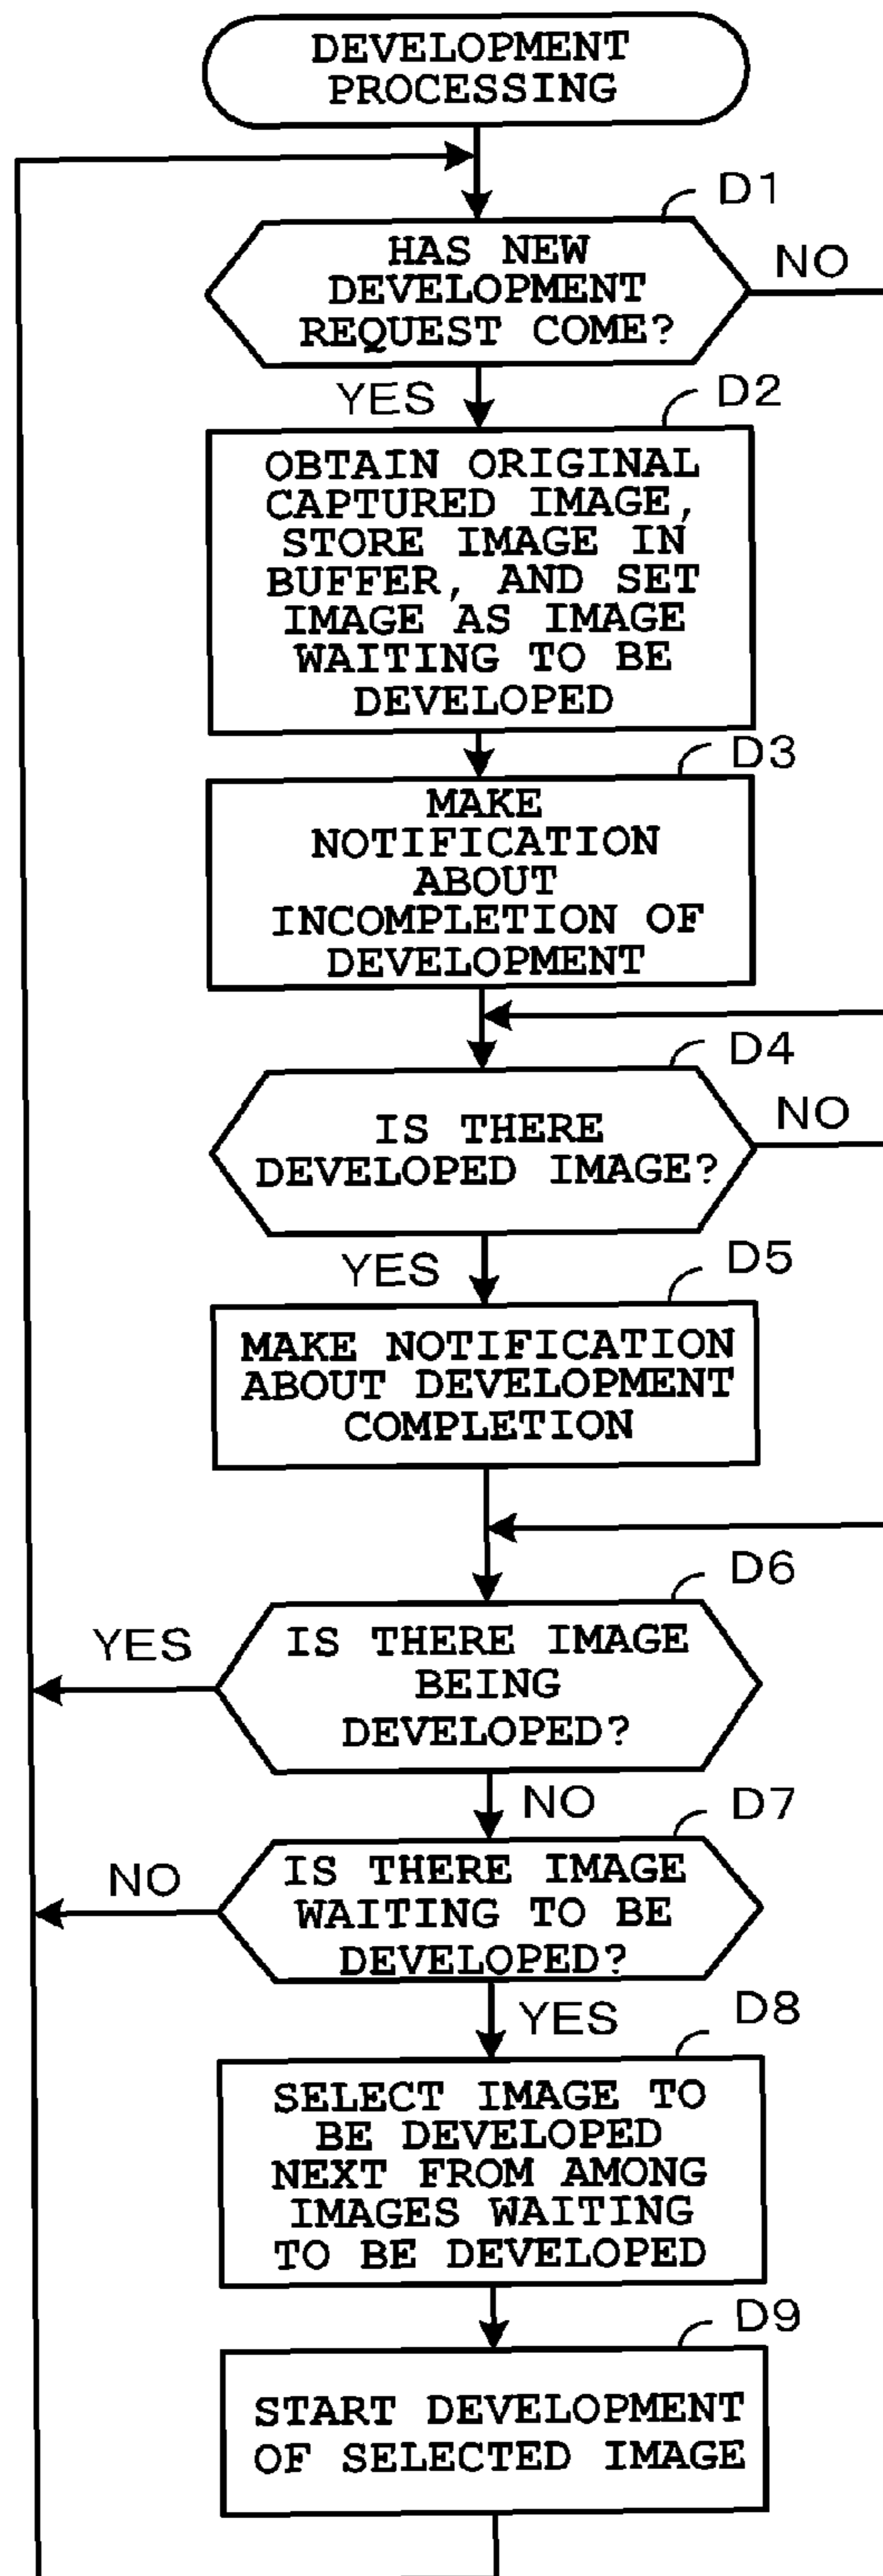 DEVELOPMENT
PROCESSING
D1
HAS NEW
DEVELOPMENT
REQUEST COME?
NO
YES
D2
OBTAIN ORIGINAL
CAPTURED IMAGE,
STORE IMAGE IN
BUFFER, AND SET
IMAGE AS IMAGE
WAITING TO BE
DEVELOPED
D3
MAKE
NOTIFICATION
ABOUT
INCOMPLETION OF
DEVELOPMENT
D4
IS THERE
DEVELOPED IMAGE?
NO
YES
D5
MAKE NOTIFICATION
ABOUT DEVELOPMENT
COMPLETION
D6
IS THERE IMAGE
BEING
DEVELOPED?
YES
NO
D7
IS THERE IMAGE
WAITING TO BE
DEVELOPED?
NO
YES
D8
SELECT IMAGE TO
BE DEVELOPED
NEXT FROM AMONG
IMAGES WAITING
TO BE DEVELOPED
D9
START DEVELOPMENT
OF SELECTED IMAGE